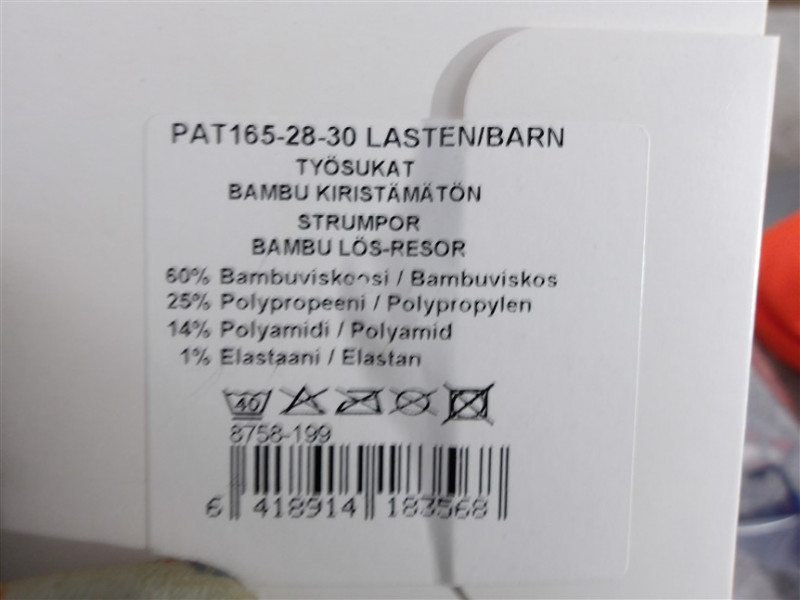 PAT165-28-30 LASTEN/BARN
TYÖSUKAT
BAMBU KIRISTÄMÄTÖN
STRUMPOR
BAMBU LÖS-RESOR
60% Bambuviskoosi / Bambuviskos
25% Polypropeeni / Polypropylen
14% Polyamidi / Polyamid
1% Elastaani / Elastan
40
8758-199
6 418914 183568